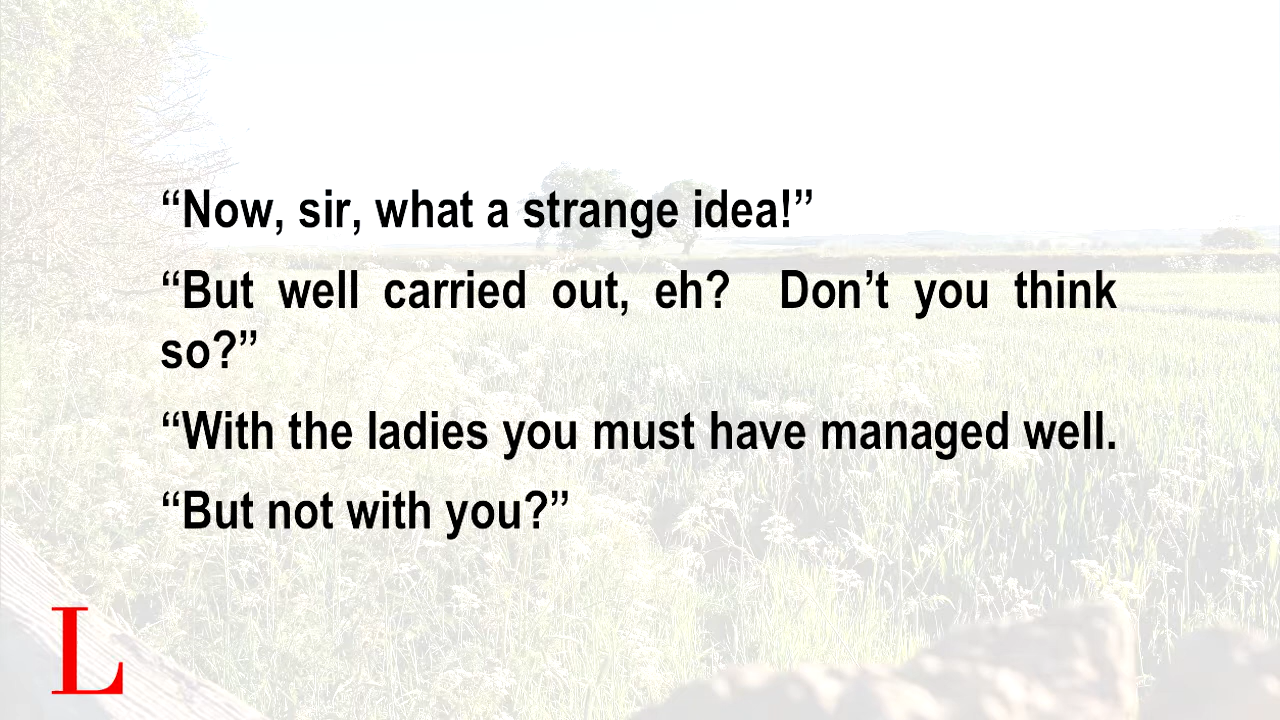 “Now, sir, what a strange idea!”
“But well carried out, eh?  Don’t you think
so?”
“With the ladies you must have managed well.
“But not with you?”
L